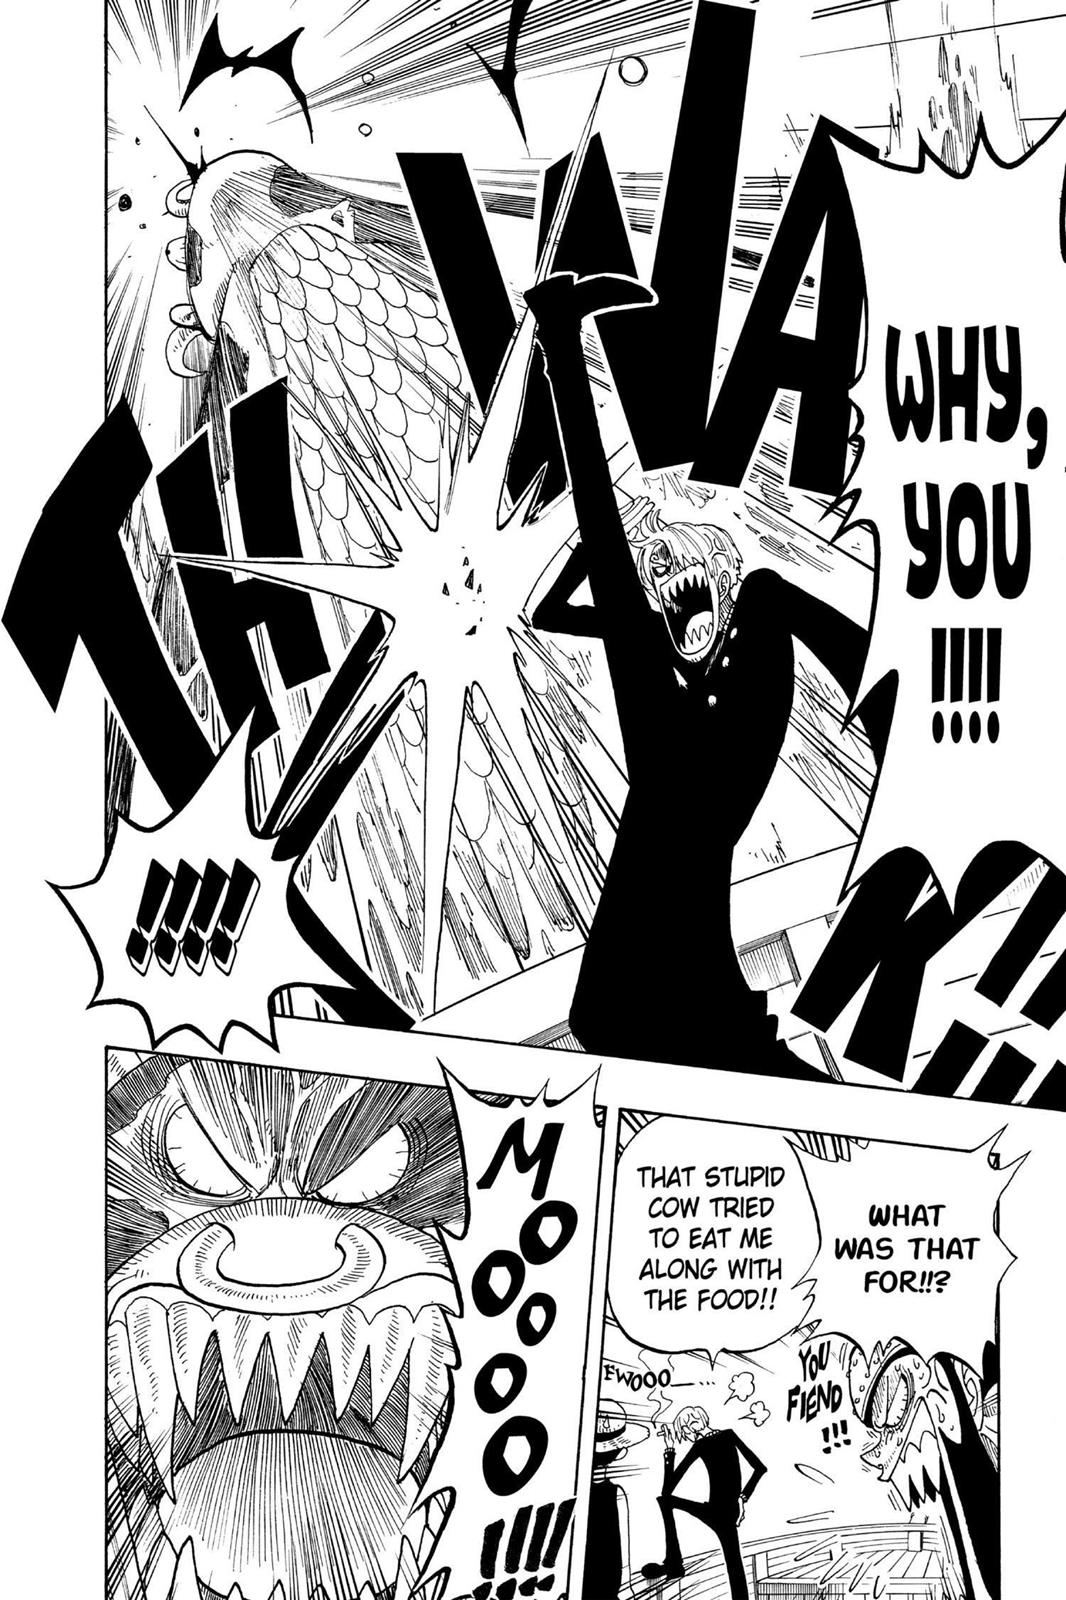 WHY,
YOU
!!!!
THWAK!!
!!!!
!!!!
WHAT
WAS THAT
FOR!!?
THAT STUPID
COW TRIED
TO EAT ME
ALONG WITH
THE FOOD!!
YOU
FIEND
!!!
FWOOO......
MOOOOOO
!!!!